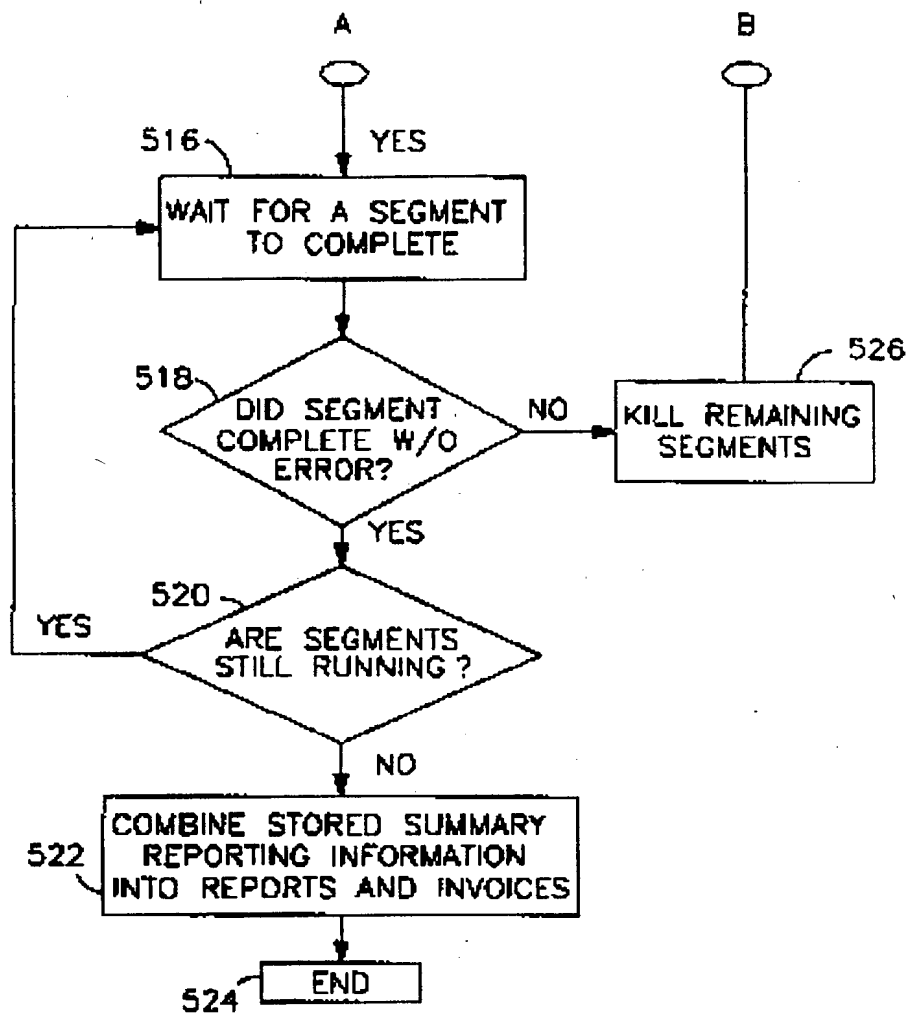 A
B
YES
516
WAIT FOR A SEGMENT
TO COMPLETE
526
518
DID SEGMENT
COMPLETE W/O
ERROR?
NO
KILL REMAINING
SEGMENTS
YES
520
YES
ARE SEGMENTS
STILL RUNNING?
NO
522
COMBINE STORED SUMMARY
REPORTING INFORMATION
INTO REPORTS AND INVOICES
524
END